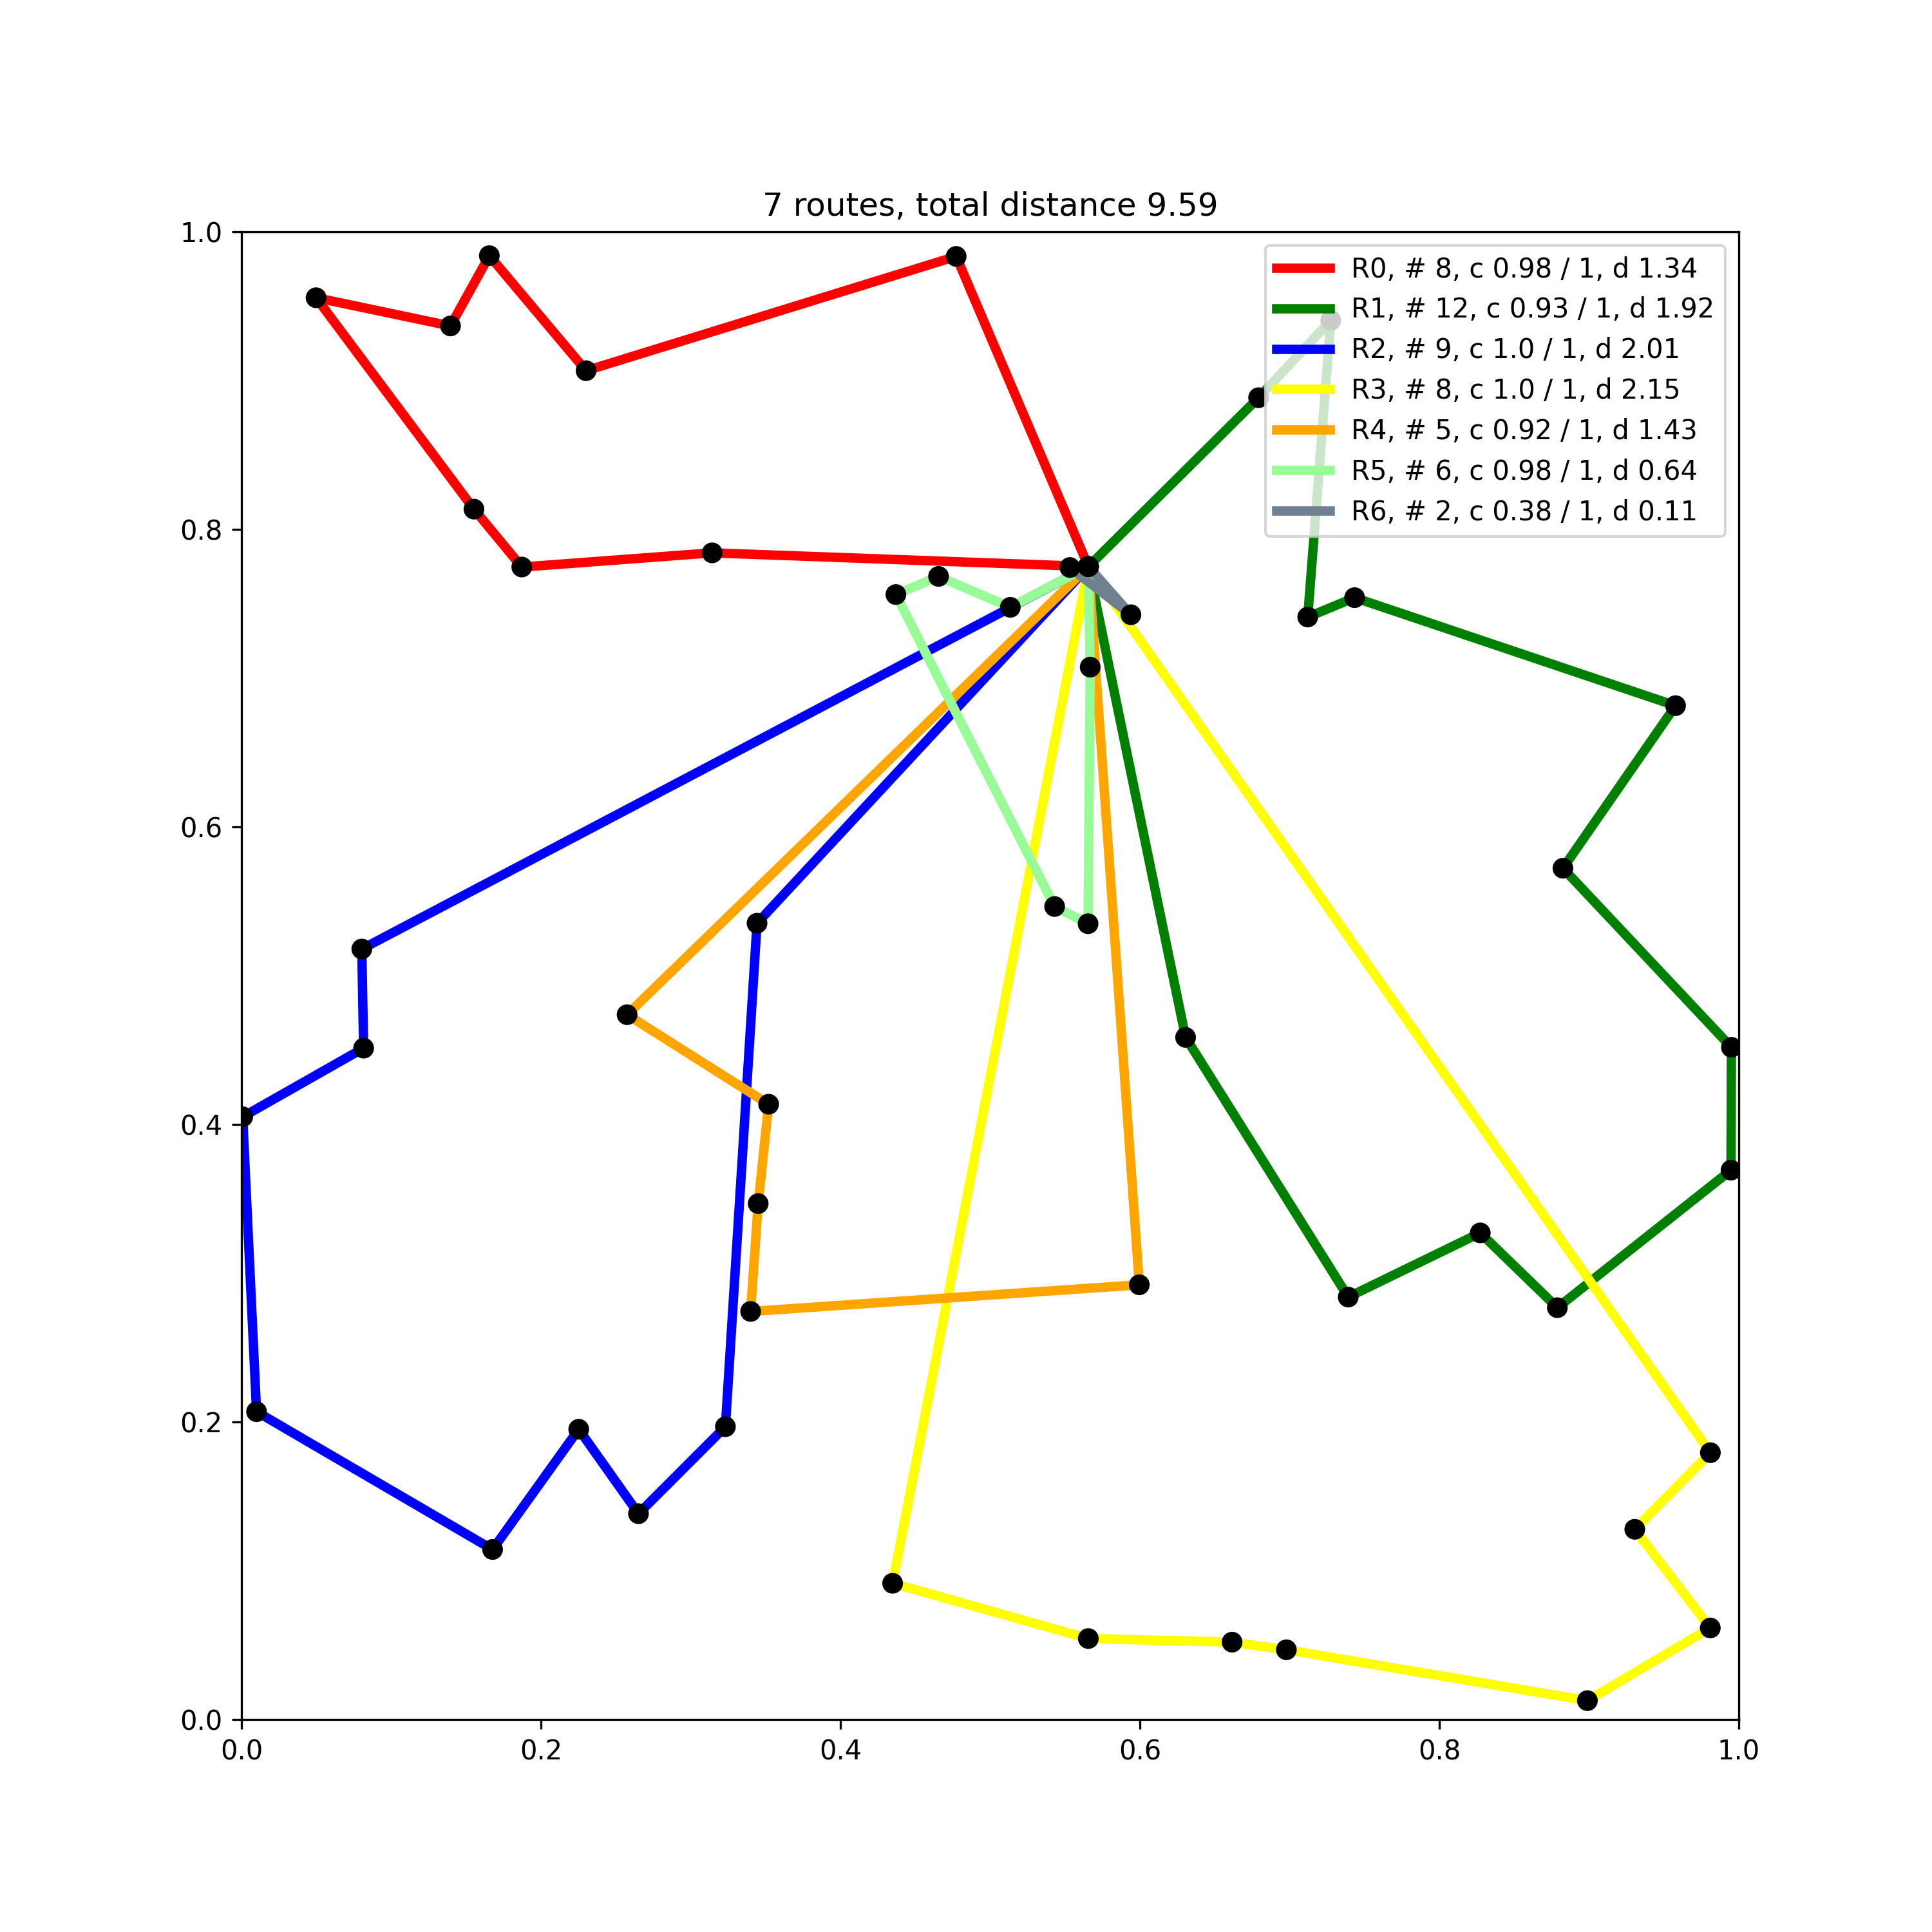 7 routes, total distance 9.59
1.0
0.8
0.6
0.4
0.2
0.0
R0, # 8, c 0.98 / 1, d 1.34
R1, # 12, c 0.93 / 1, d 1.92
R2, # 9, c 1.0 / 1, d 2.01
R3, # 8, c 1.0 / 1, d 2.15
R4, # 5, c 0.92 / 1, d 1.43
R5, # 6, c 0.98 / 1, d 0.64
R6, # 2, c 0.38 / 1, d 0.11
0.0 0.2 0.4 0.6 0.8 1.0